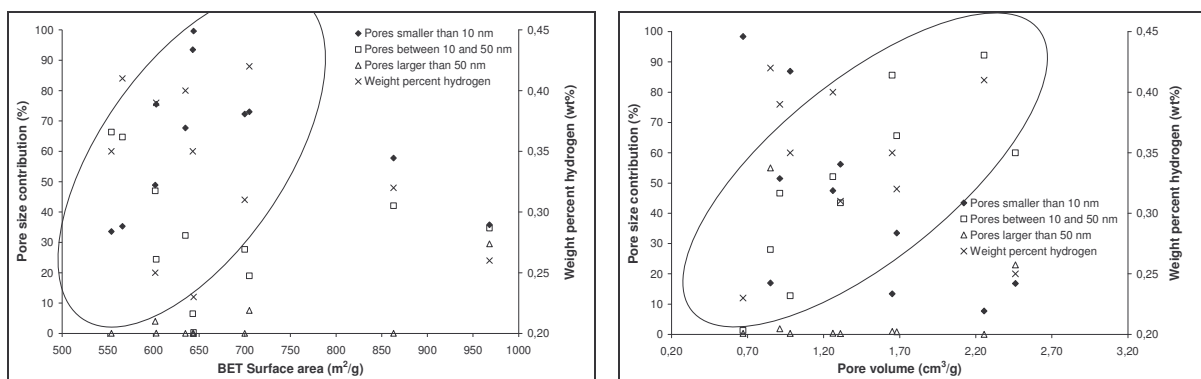 100
90
80
70
60
50
40
30
20
10
0
Pore size contribution (%)
Pores smaller than 10 nm
Pores between 10 and 50 nm
Pores larger than 50 nm
Weight percent hydrogen
0,45
0,40
0,35
0,30
0,25
0,20
Weight percent hydrogen (wt%)
500 550 600 650 700 750 800 850 900 950 1000
BET Surface area (m²/g)
100
90
80
70
60
50
40
30
20
10
0
Pore size contribution (%)
Pores smaller than 10 nm
Pores between 10 and 50 nm
Pores larger than 50 nm
Weight percent hydrogen
0,45
0,40
0,35
0,30
0,25
0,20
Weight percent hydrogen (wt%)
0,20 0,70 1,20 1,70 2,20 2,70 3,20
Pore volume (cm³/g)